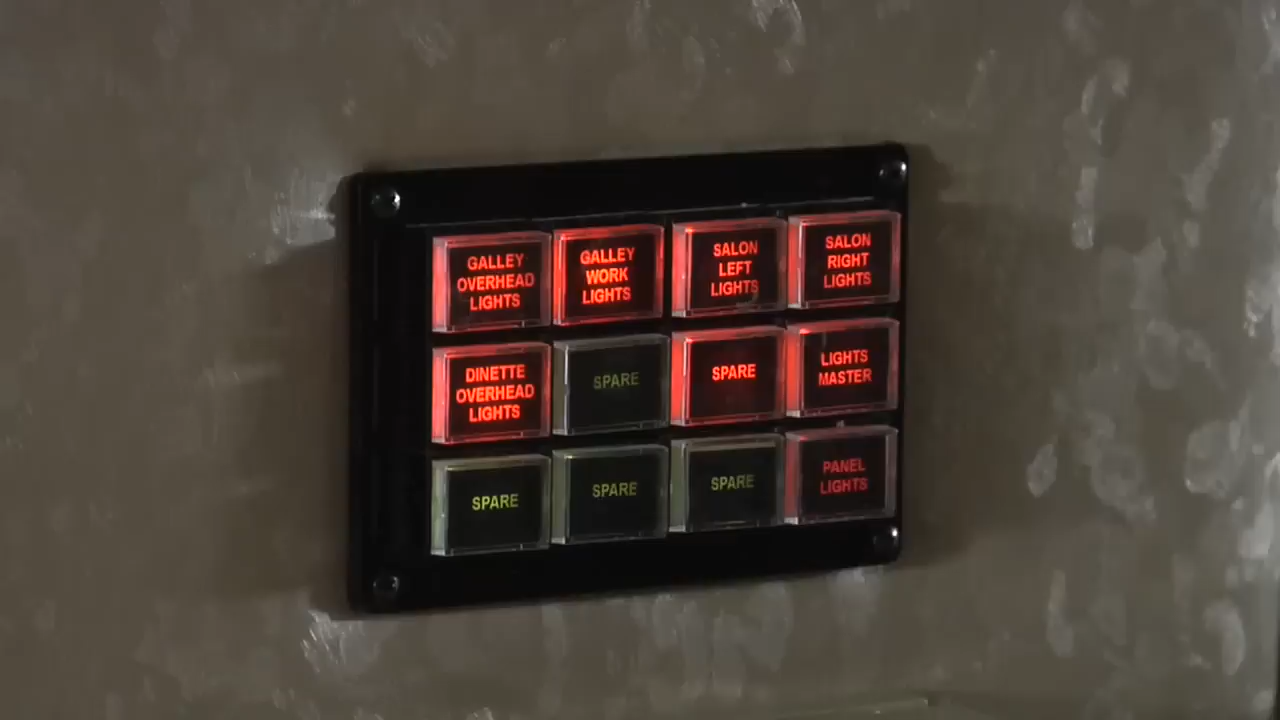 GALLEY
OVERHEAD
LIGHTS
GALLEY
WORK
LIGHTS
SALON
LEFT
LIGHTS
SALON
RIGHT
LIGHTS
DINETTE
OVERHEAD
LIGHTS
SPARE
SPARE
LIGHTS
MASTER
SPARE
SPARE
SPARE
PANEL
LIGHTS